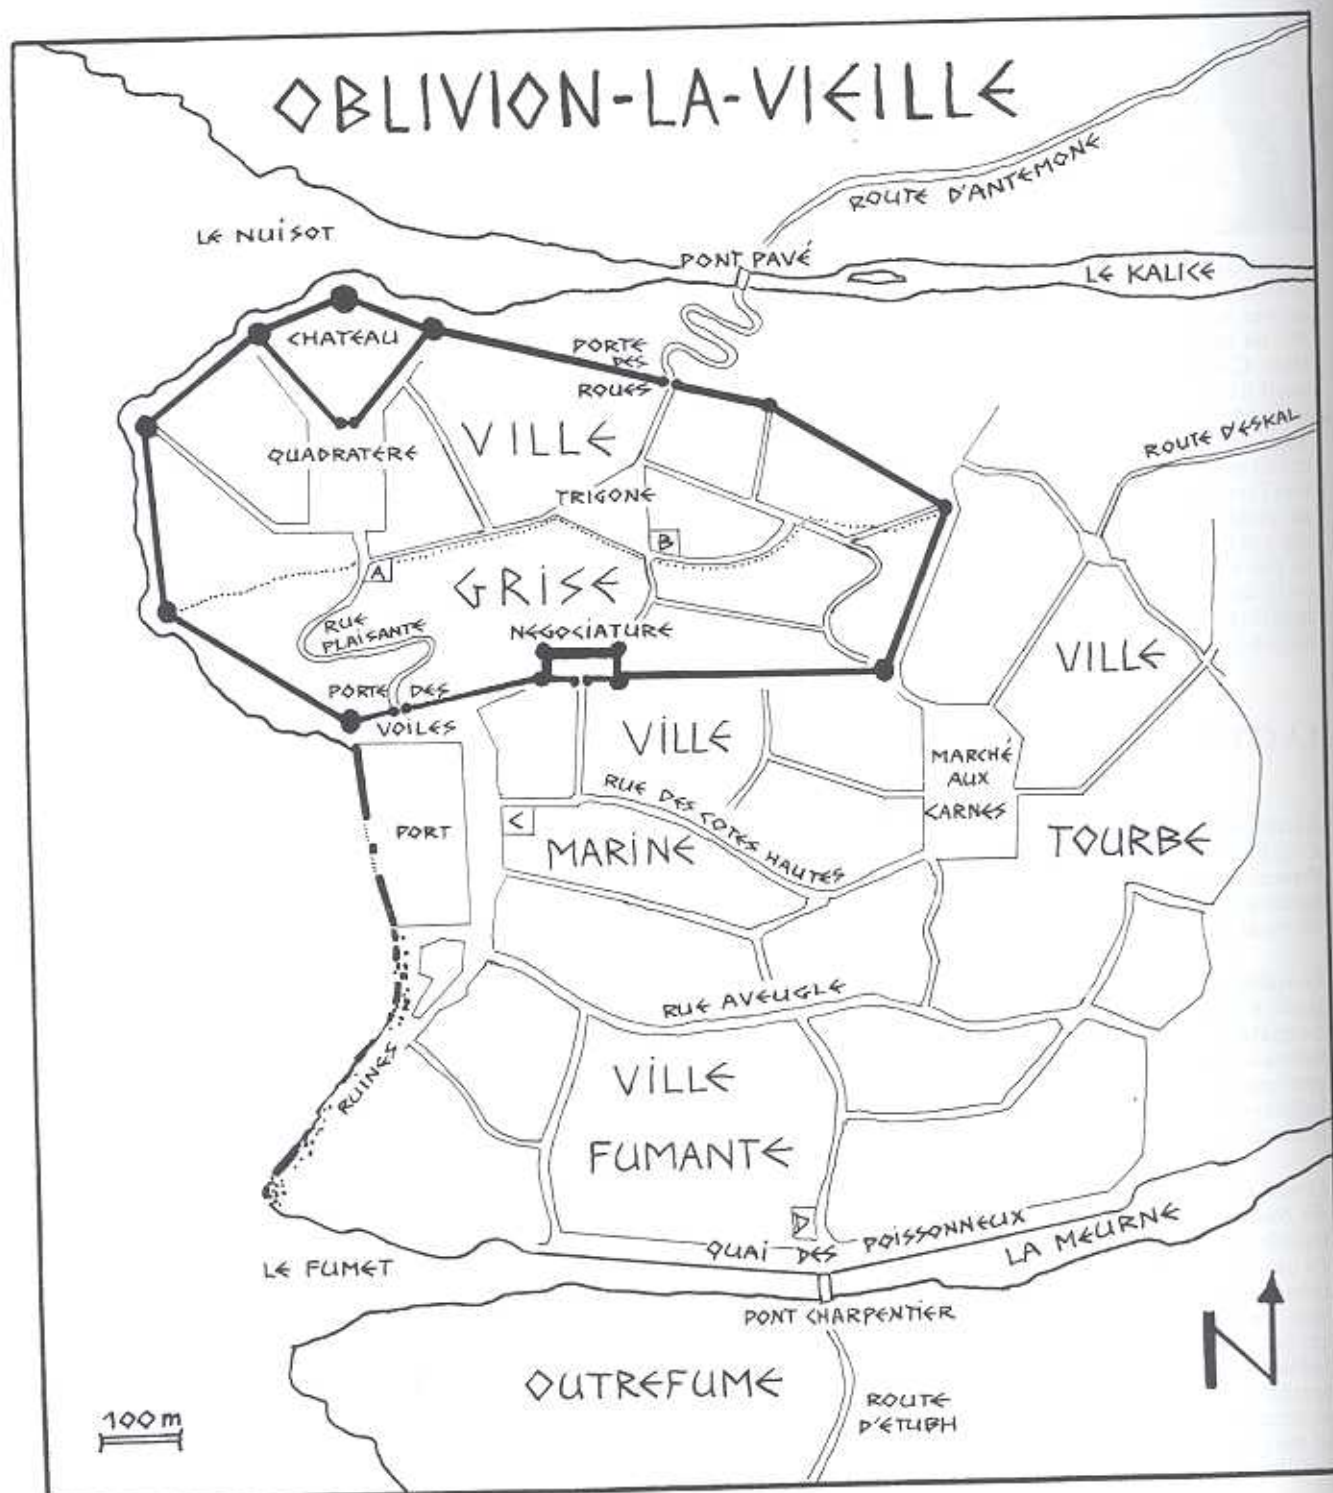 OBLIVION-LA-VIEILLE
ROUTE D'ANTEMONE
LE NUISOT
PONT PAVÉ
LE KALICE
CHATEAU
PORTE
DES
ROUES
QUADRATERE
VILLE
ROUTE D'ESKAL
TRIGONE
B
A
GRISE
RUE
PLAISANTE
NEGOCIATURE
VILLE
PORTE DES
VOILES
VILLE
MARCHÉ
AUX
CARNES
RUE DES COTES HAUTES
PORT
C
MARINE
TOURBE
RUE AVEUGLE
RUINES
VILLE
FUMANTE
D
QUAI DES POISSONNEUX
LA MEURNE
LE FUMET
PONT CHARPENTIER
OUTREFUME
ROUTE
D'ETUBH
N
100 m